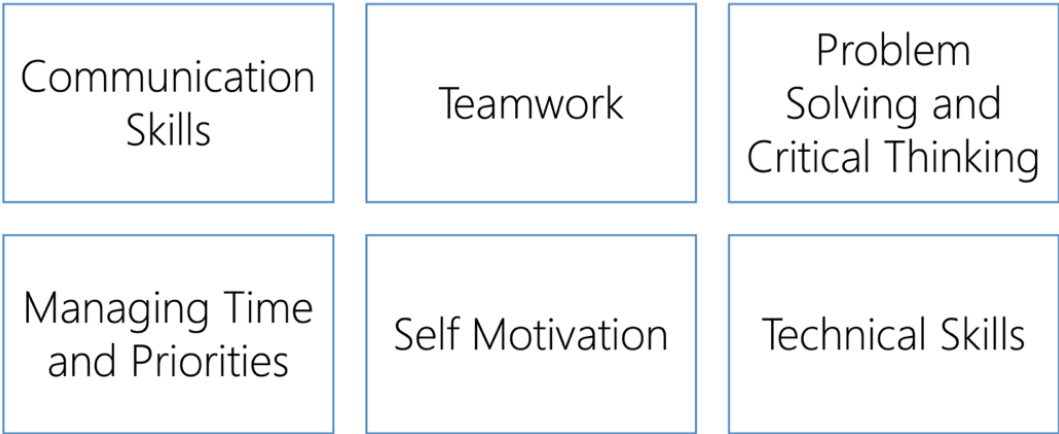 Communication
Skills
Teamwork
Problem
Solving and
Critical Thinking
Managing Time
and Priorities
Self Motivation
Technical Skills